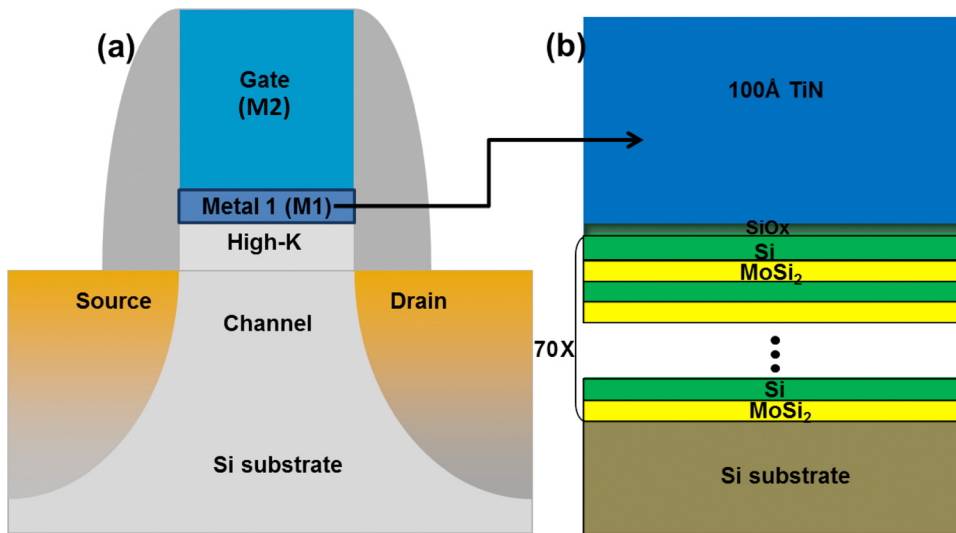 (a)
Gate
(M2)
Metal 1 (M1)
High-K
Source
Drain
Channel
Si substrate
(b)
100Å TiN
SiOx
Si
MoSi₂
70X
Si
MoSi₂
Si substrate